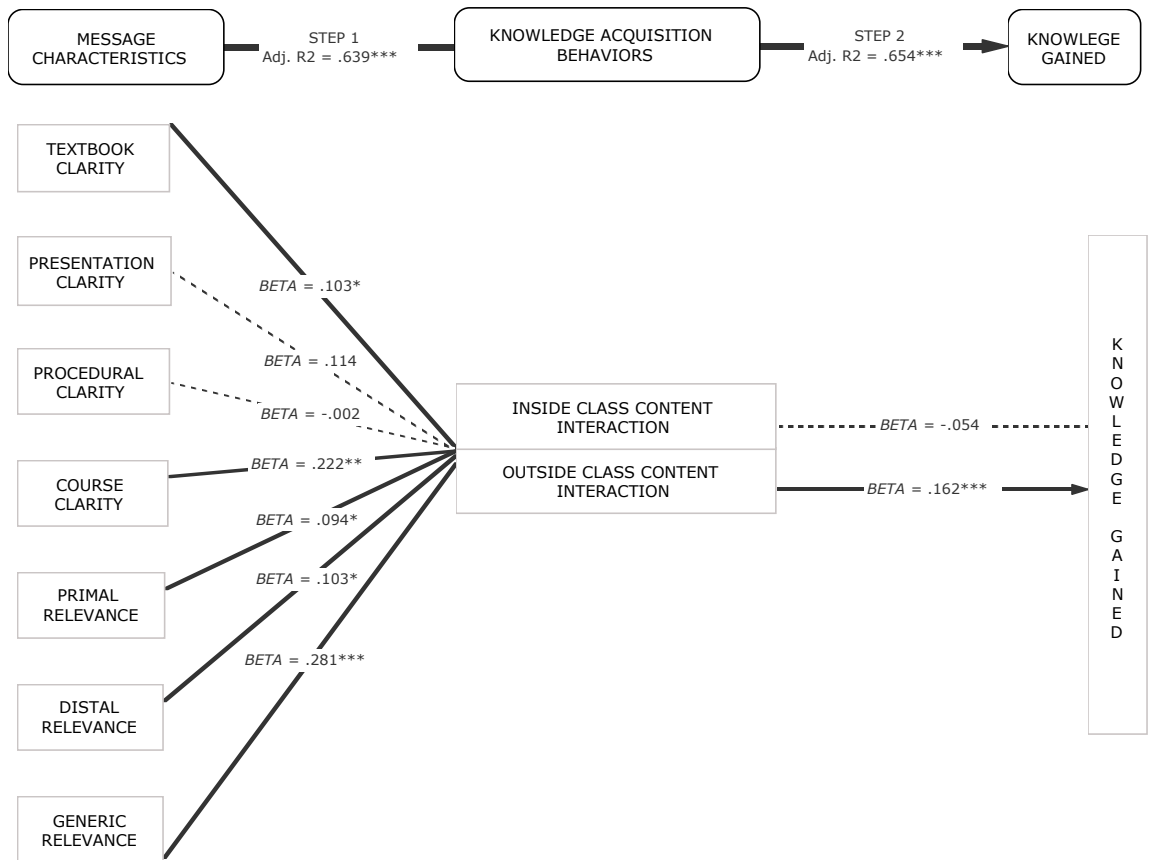 MESSAGE
CHARACTERISTICS
STEP 1
Adj. R2 = .639***
KNOWLEDGE ACQUISITION
BEHAVIORS
STEP 2
Adj. R2 = .654***
KNOWLEGE
GAINED
TEXTBOOK
CLARITY
PRESENTATION
CLARITY
PROCEDURAL
CLARITY
COURSE
CLARITY
PRIMAL
RELEVANCE
DISTAL
RELEVANCE
GENERIC
RELEVANCE
BETA = .103*
BETA = .114
BETA = -.002
BETA = .222**
BETA = .094*
BETA = .103*
BETA = .281***
INSIDE CLASS CONTENT
INTERACTION
OUTSIDE CLASS CONTENT
INTERACTION
BETA = -.054
BETA = .162***
KNOWLEDGE GAINED